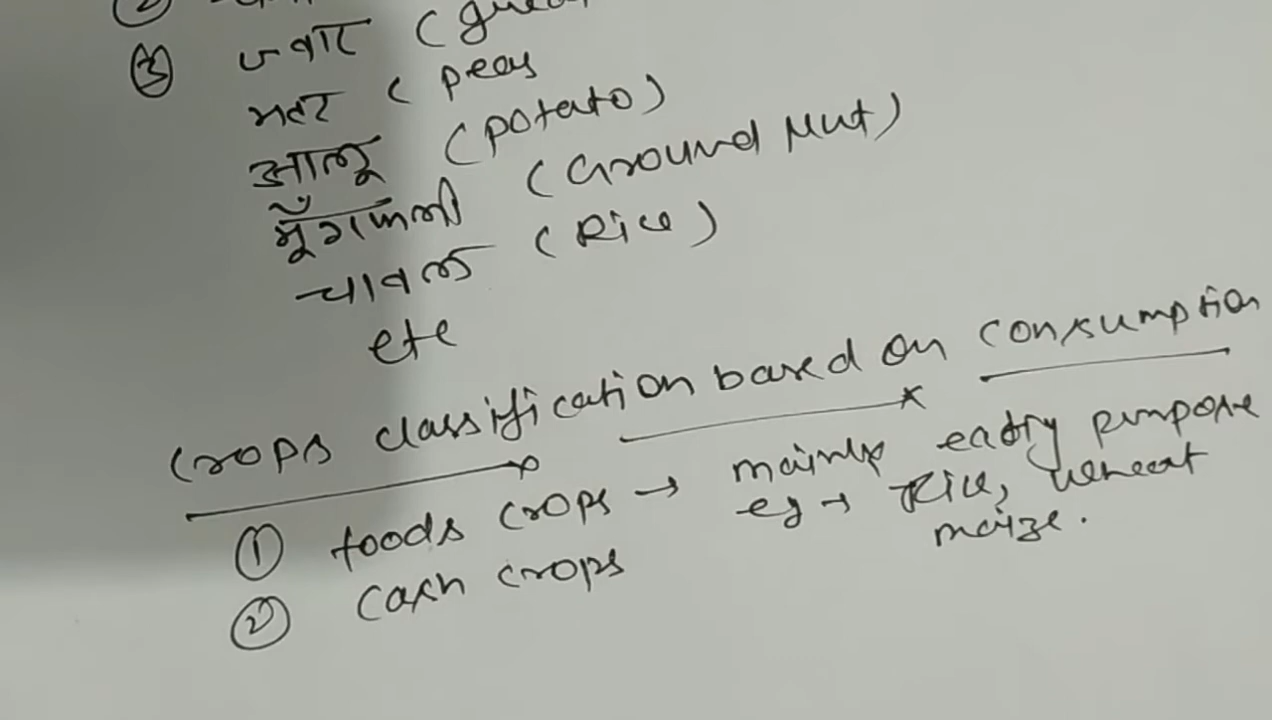 ②
③ ज्वार (
मटर ( peas
आलू (potato)
मूँगफली (Ground Nut)
चावल (Rice)
etc
Crops classification based on consumption
① foods crops → mainly eating purpose
eg → Rice, wheat
maize.
② Cash crops